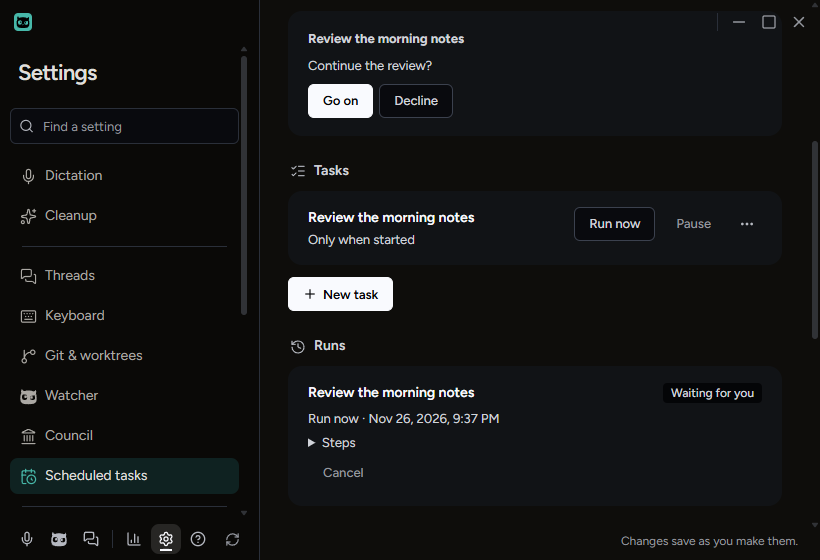 Settings
Find a setting
Dictation
Cleanup
Threads
Keyboard
Git & worktrees
Watcher
Council
Scheduled tasks
Review the morning notes
Continue the review?
Go on
Decline
Tasks
Review the morning notes
Only when started
Run now
Pause
New task
Runs
Review the morning notes
Waiting for you
Run now · Nov 26, 2026, 9:37 PM
Steps
Cancel
Changes save as you make them.